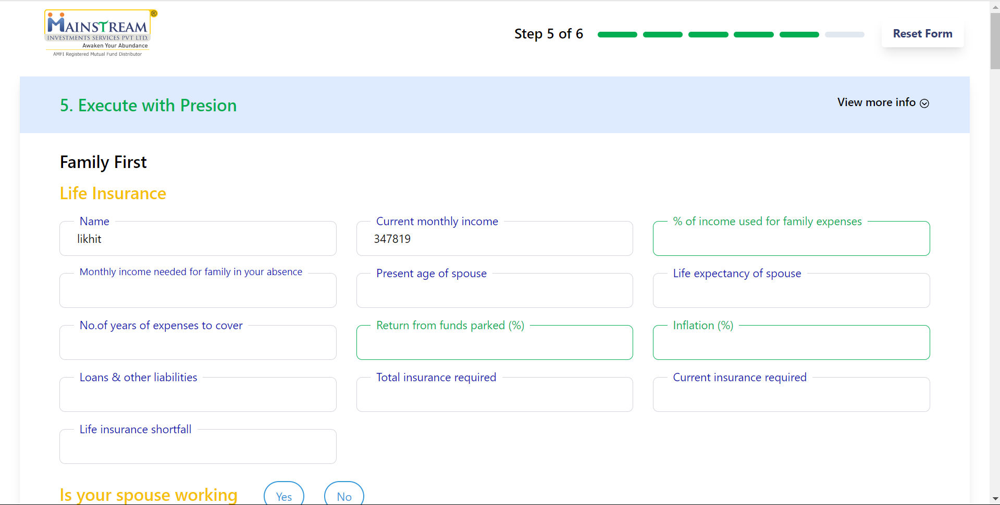 MAINSTREAM ®
INVESTMENTS SERVICES PVT LTD.
Awaken Your Abundance
AMFI Registered Mutual Fund Distributor
Step 5 of 6
Reset Form
5. Execute with Presion
View more info
Family First
Life Insurance
Name
likhit
Current monthly income
347819
% of income used for family expenses
Monthly income needed for family in your absence
Present age of spouse
Life expectancy of spouse
No.of years of expenses to cover
Return from funds parked (%)
Inflation (%)
Loans & other liabilities
Total insurance required
Current insurance required
Life insurance shortfall
Is your spouse working
Yes
No